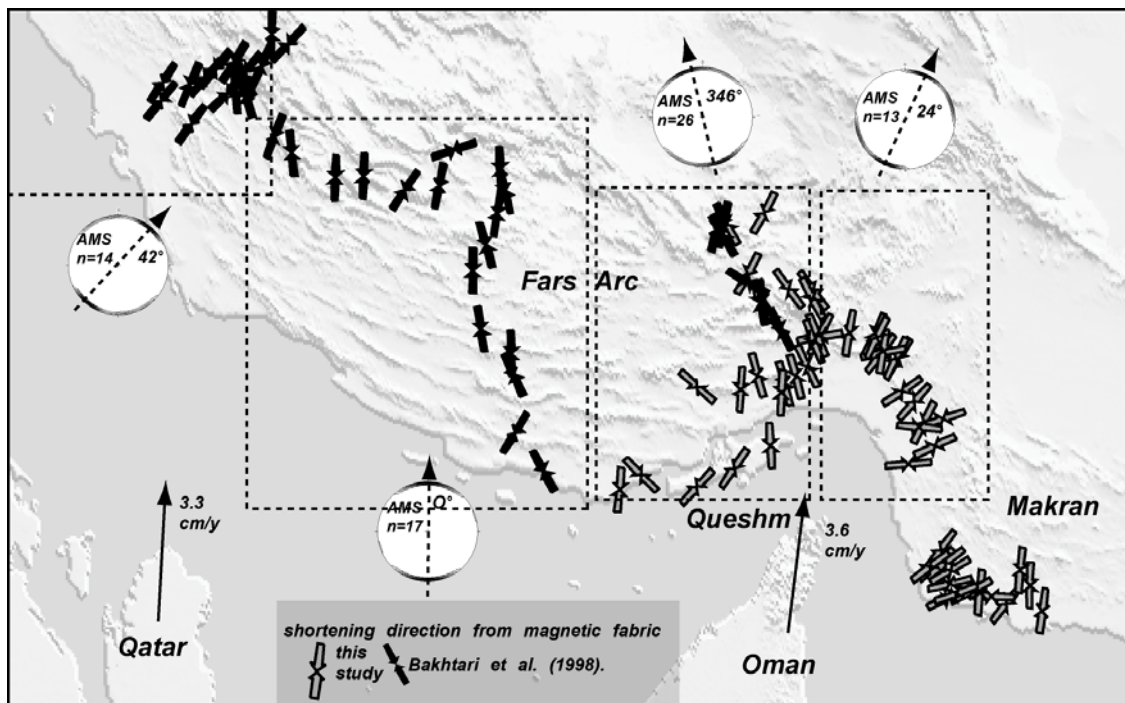 AMS
n=26
346°
AMS
n=13
24°
AMS
n=14
42°
Fars Arc
AMS
n=17
O°
3.3
cm/y
Queshm
3.6
cm/y
Makran
Qatar
Oman
shortening direction from magnetic fabric
this
study
Bakhtari et al. (1998).